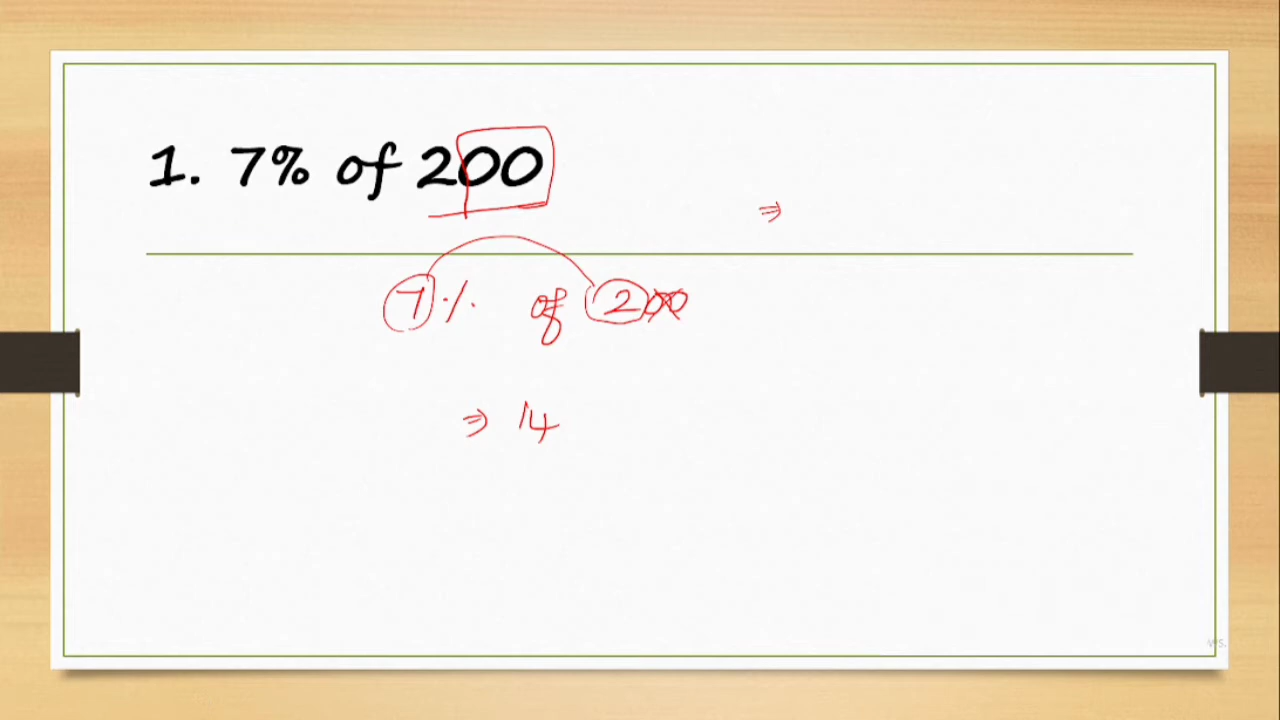 1. 7% of 200
⇒
7% of 200
⇒ 14